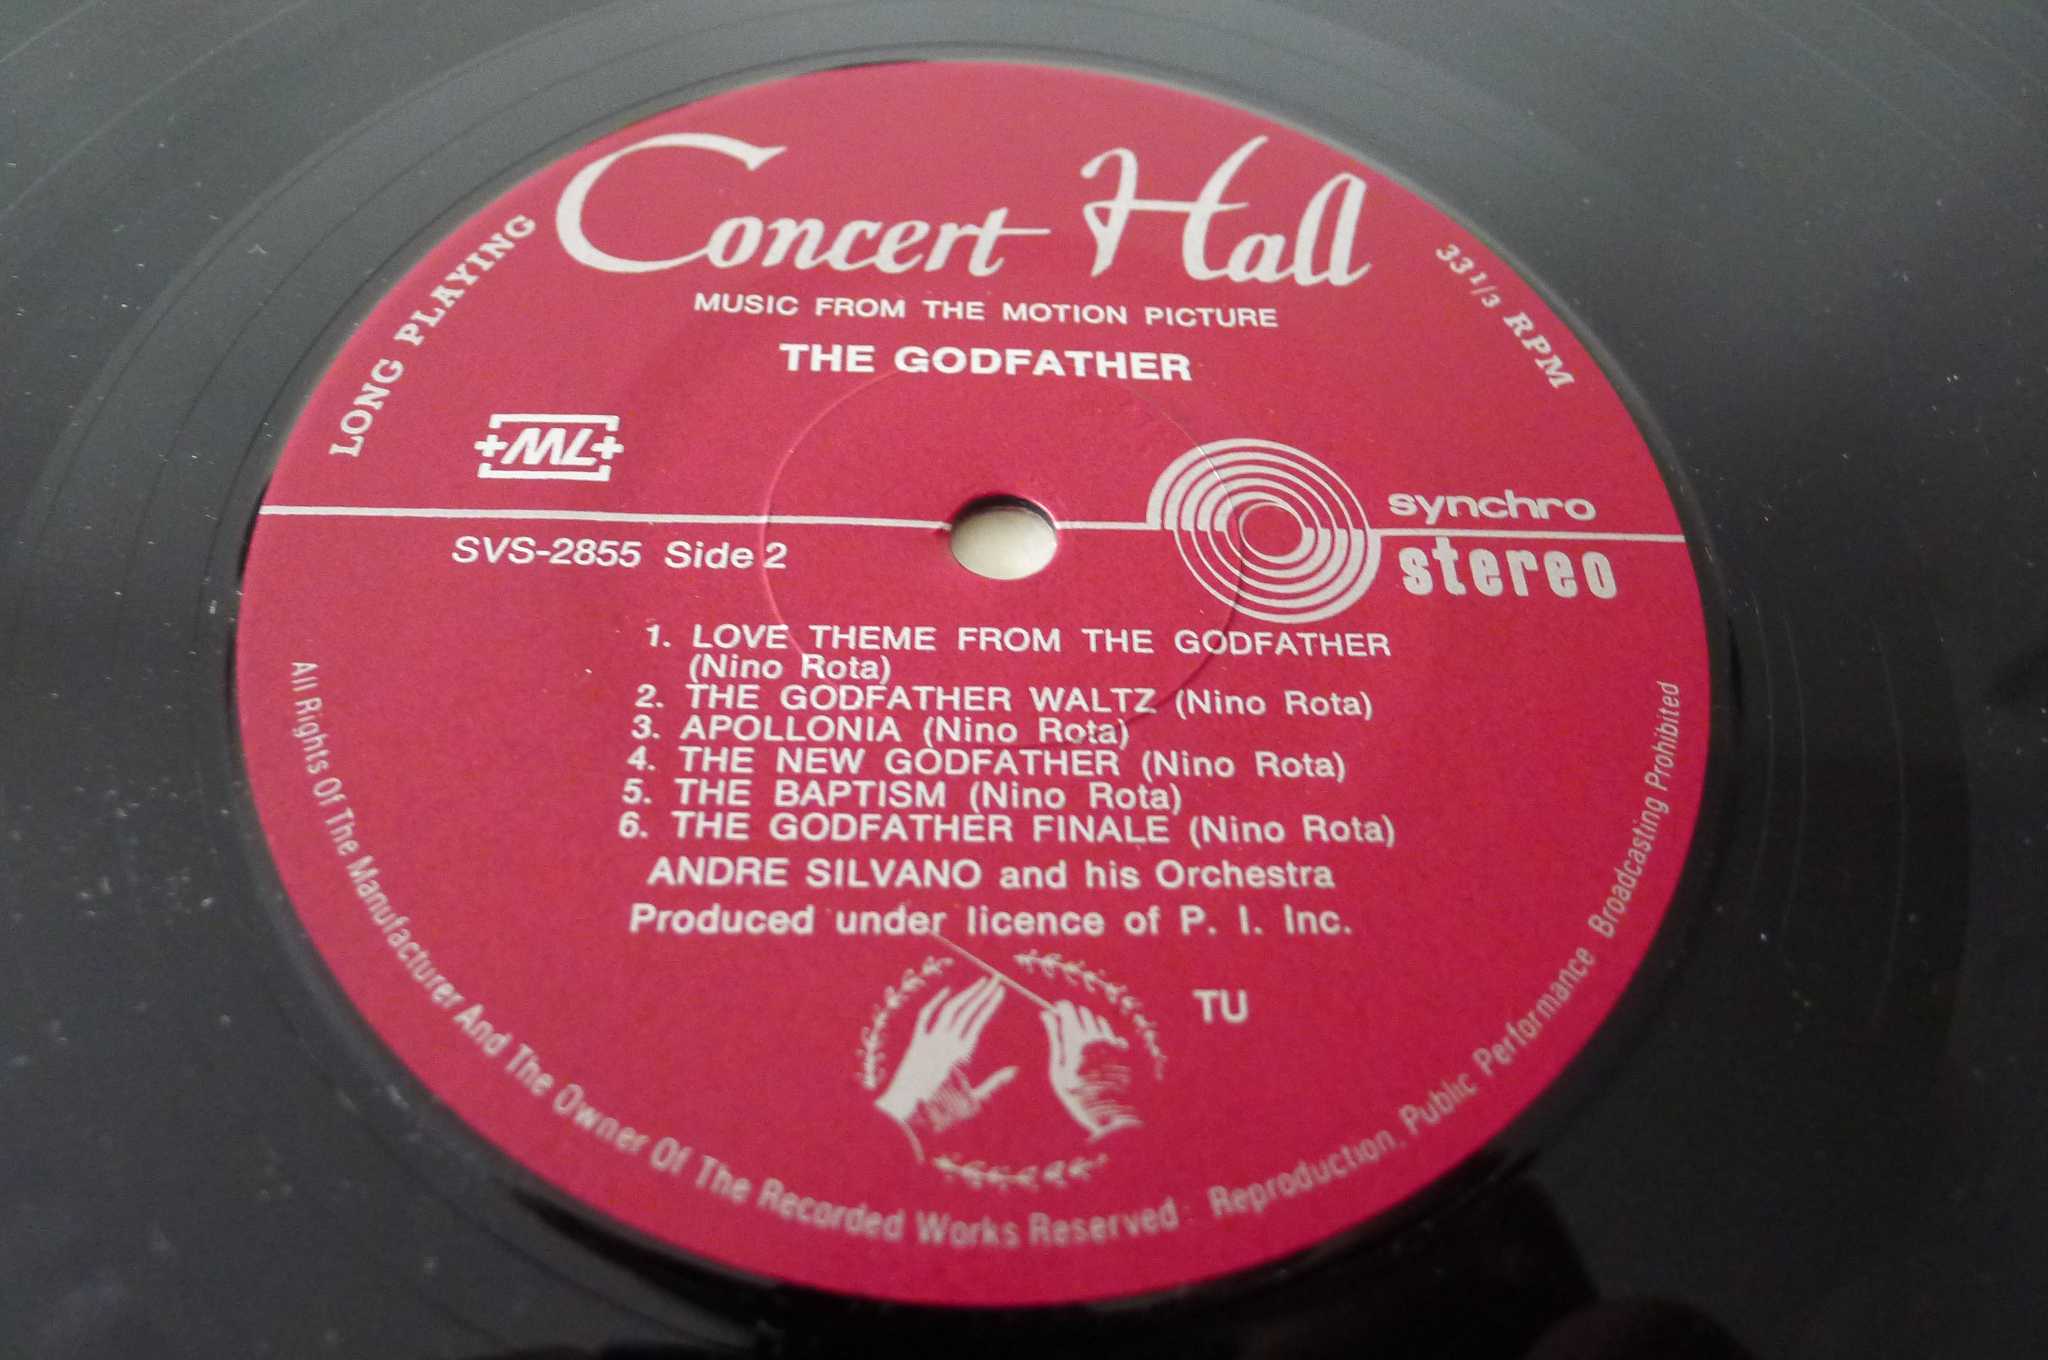 Concert Hall
LONG PLAYING
33 1/3 RPM
MUSIC FROM THE MOTION PICTURE
THE GODFATHER
+ML+
synchro
stereo
SVS-2855 Side 2
1. LOVE THEME FROM THE GODFATHER
(Nino Rota)
2. THE GODFATHER WALTZ (Nino Rota)
3. APOLLONIA (Nino Rota)
4. THE NEW GODFATHER (Nino Rota)
5. THE BAPTISM (Nino Rota)
6. THE GODFATHER FINALE (Nino Rota)
ANDRE SILVANO and his Orchestra
Produced under licence of P. I. Inc.
TU
All Rights Of The Manufacturer And The Owner Of The Recorded Works Reserved. Reproduction, Public Performance Broadcasting Prohibited